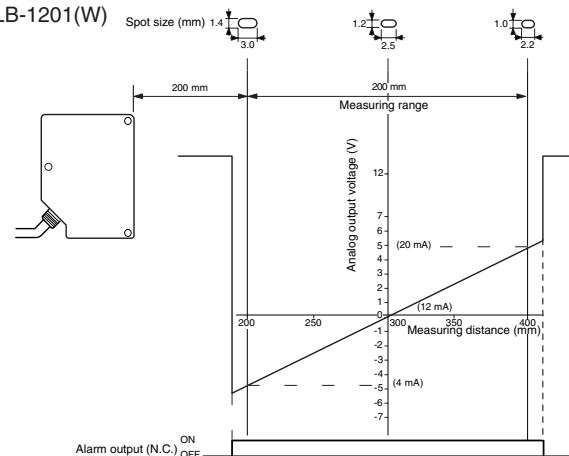 LB-1201(W)
Spot size (mm)
1.4
3.0
1.2
2.5
1.0
2.2
200 mm
200 mm
Measuring range
Analog output voltage (V)
12
7
6
5
4
3
2
1
0
-1
-2
-3
-4
-5
-6
-7
(20 mA)
(12 mA)
(4 mA)
200
250
300
350
400
Measuring distance (mm)
Alarm output (N.C.)
ON
OFF